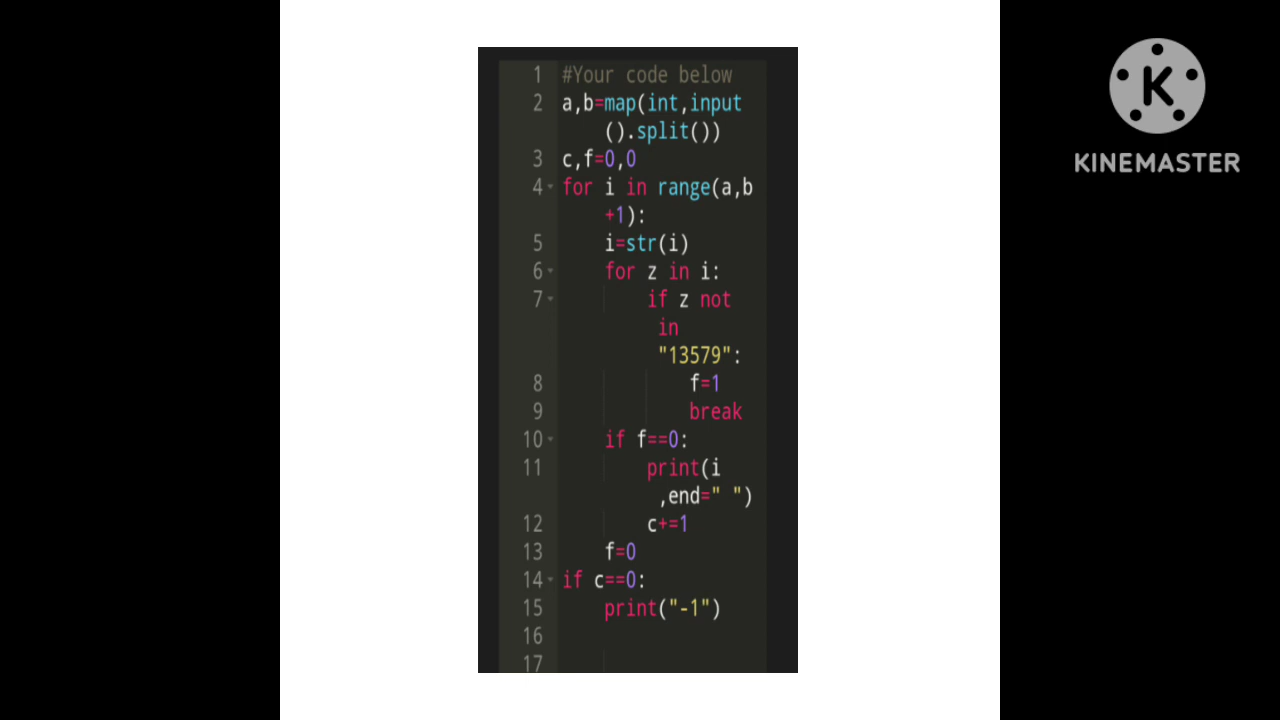 1 #Your code below
2 a,b=map(int,input
().split())
3 c,f=0,0
4 for i in range(a,b
+1):
5 i=str(i)
6 for z in i:
7 if z not
in
"13579":
8 f=1
9 break
10 if f==0:
11 print(i
,end=" ")
12 c+=1
13 f=0
14 if c==0:
15 print("-1")
16
17
K
KINEMASTER